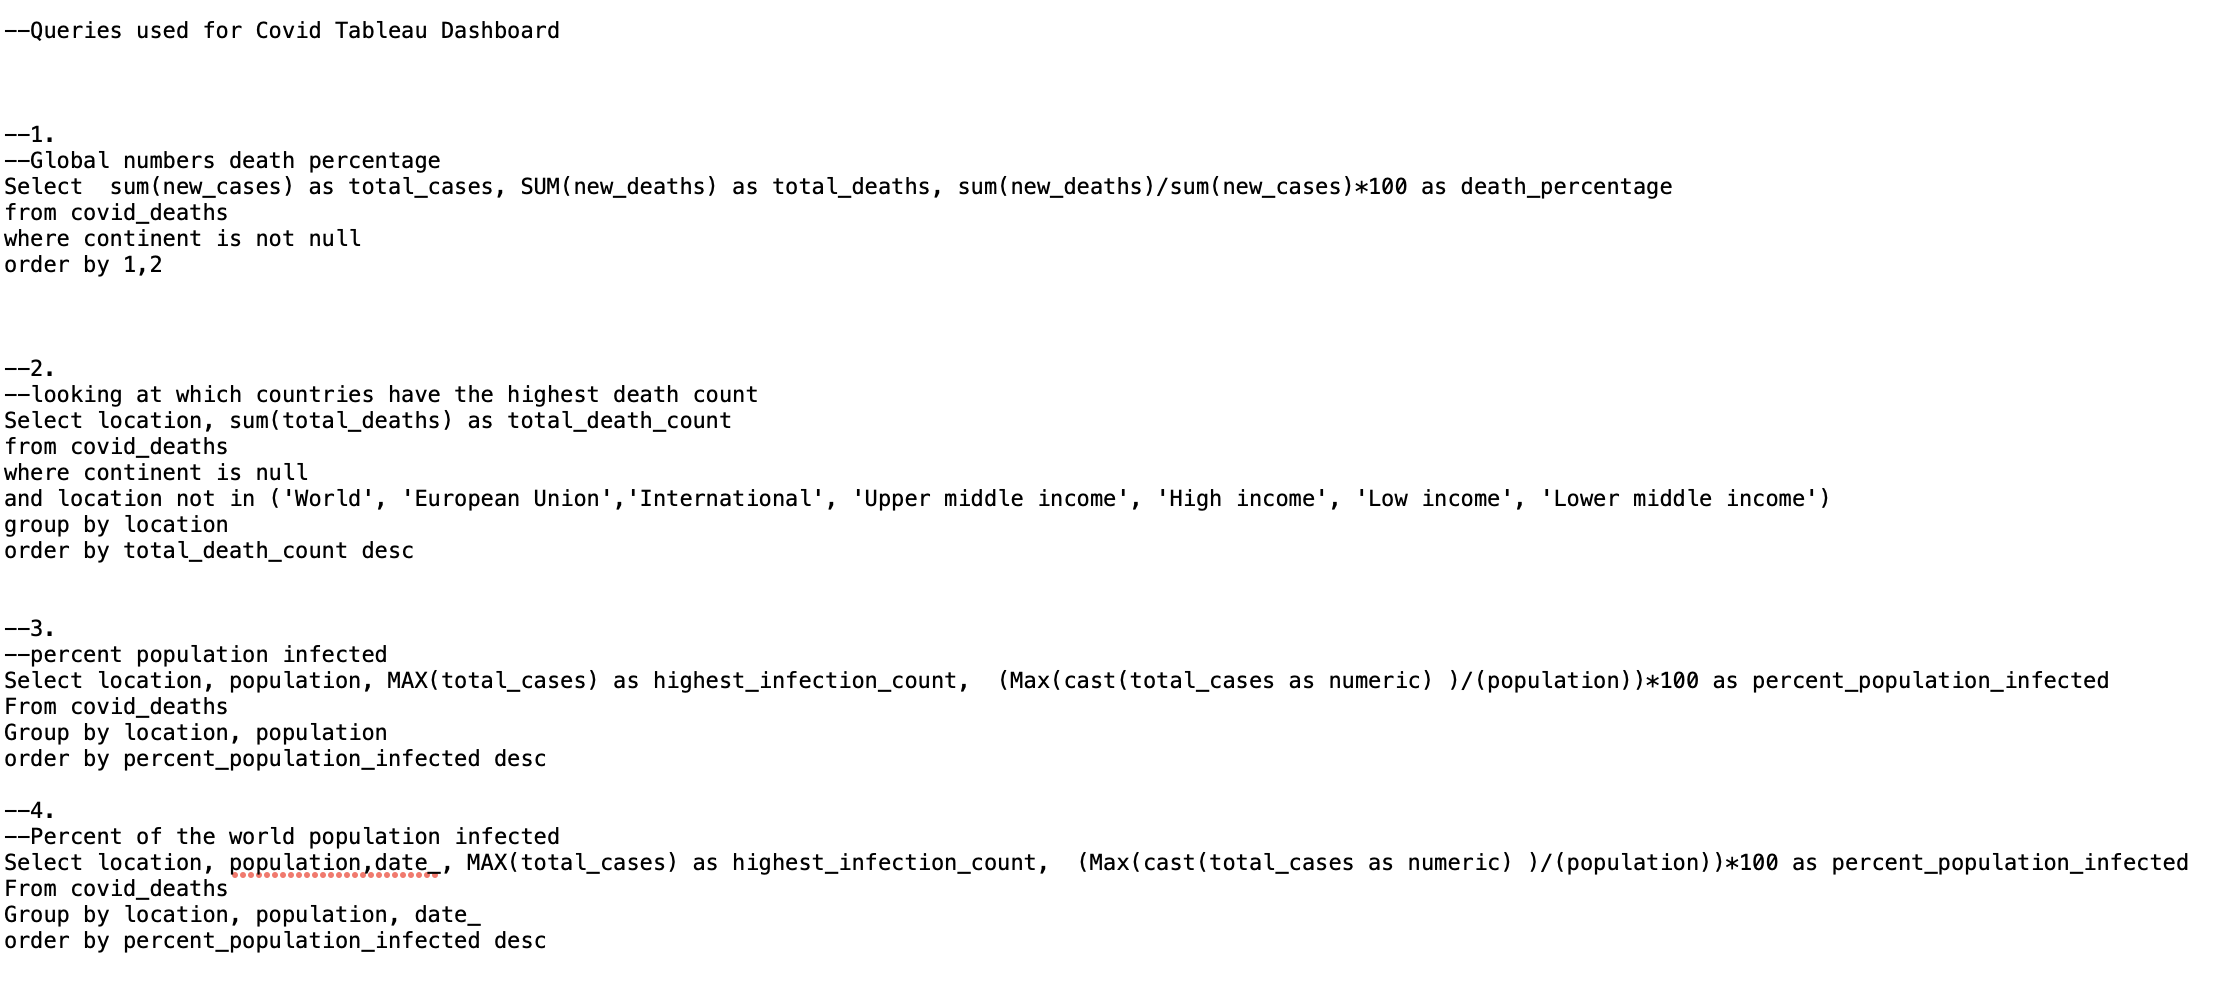 --Queries used for Covid Tableau Dashboard
--1.
--Global numbers death percentage
Select  sum(new_cases) as total_cases, SUM(new_deaths) as total_deaths, sum(new_deaths)/sum(new_cases)*100 as death_percentage
from covid_deaths
where continent is not null
order by 1,2
--2.
--looking at which countries have the highest death count
Select location, sum(total_deaths) as total_death_count
from covid_deaths
where continent is null
and location not in ('World', 'European Union','International', 'Upper middle income', 'High income', 'Low income', 'Lower middle income')
group by location
order by total_death_count desc
--3.
--percent population infected
Select location, population, MAX(total_cases) as highest_infection_count,  (Max(cast(total_cases as numeric) )/(population))*100 as percent_population_infected
From covid_deaths
Group by location, population
order by percent_population_infected desc
--4.
--Percent of the world population infected
Select location, population,date_, MAX(total_cases) as highest_infection_count,  (Max(cast(total_cases as numeric) )/(population))*100 as percent_population_infected
From covid_deaths
Group by location, population, date_
order by percent_population_infected desc